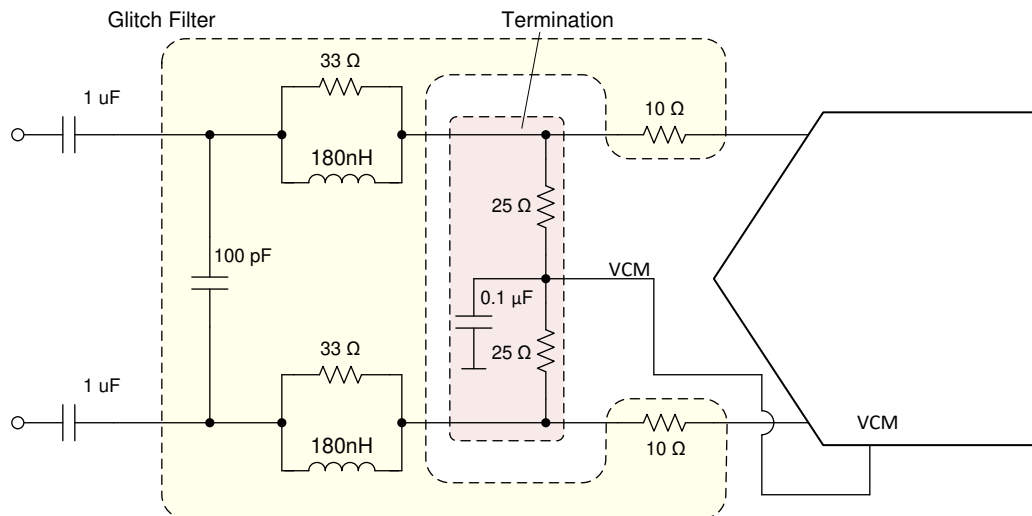 Glitch Filter
Termination
33 Ω
1 uF
10 Ω
180nH
25 Ω
100 pF
VCM
0.1 µF
33 Ω
25 Ω
1 uF
VCM
10 Ω
180nH